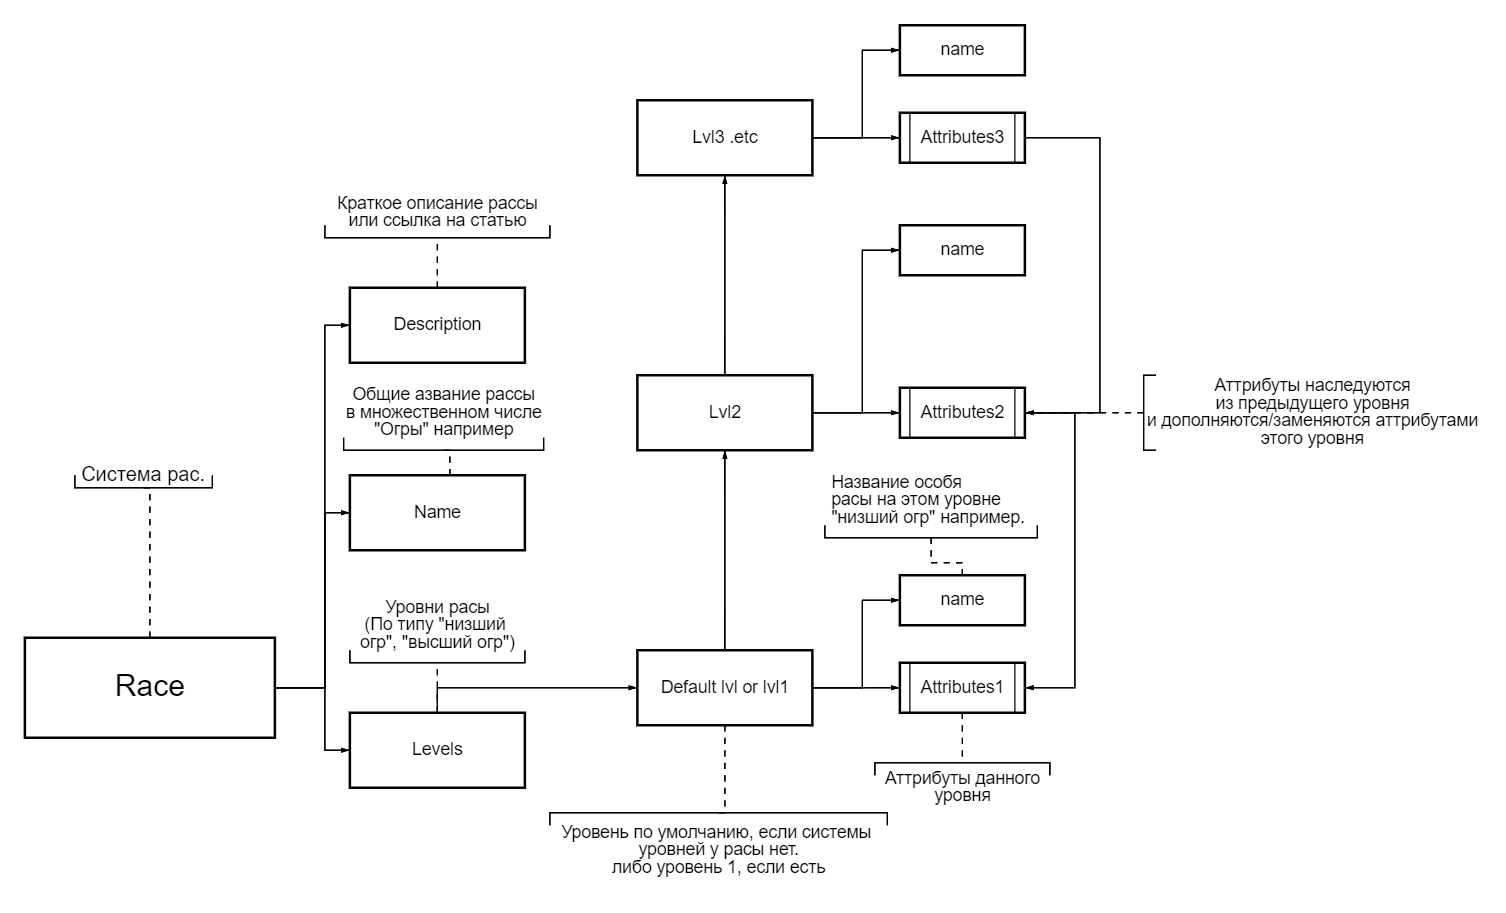 name
Lvl3 .etc
Attributes3
Краткое описание рассы
или ссылка на статью
name
Description
Общие азвание рассы
в множественном числе
"Огры" например
Lvl2
Attributes2
Аттрибуты наследуются
из предыдущего уровня
и дополняются/заменяются аттрибутами
этого уровня
Система рас.
Name
Название особя
расы на этом уровне
"низший огр" например.
Уровни расы
(По типу "низший
огр", "высший огр")
name
Race
Default lvl or lvl1
Attributes1
Levels
Аттрибуты данного
уровня
Уровень по умолчанию, если системы
уровней у расы нет.
либо уровень 1, если есть